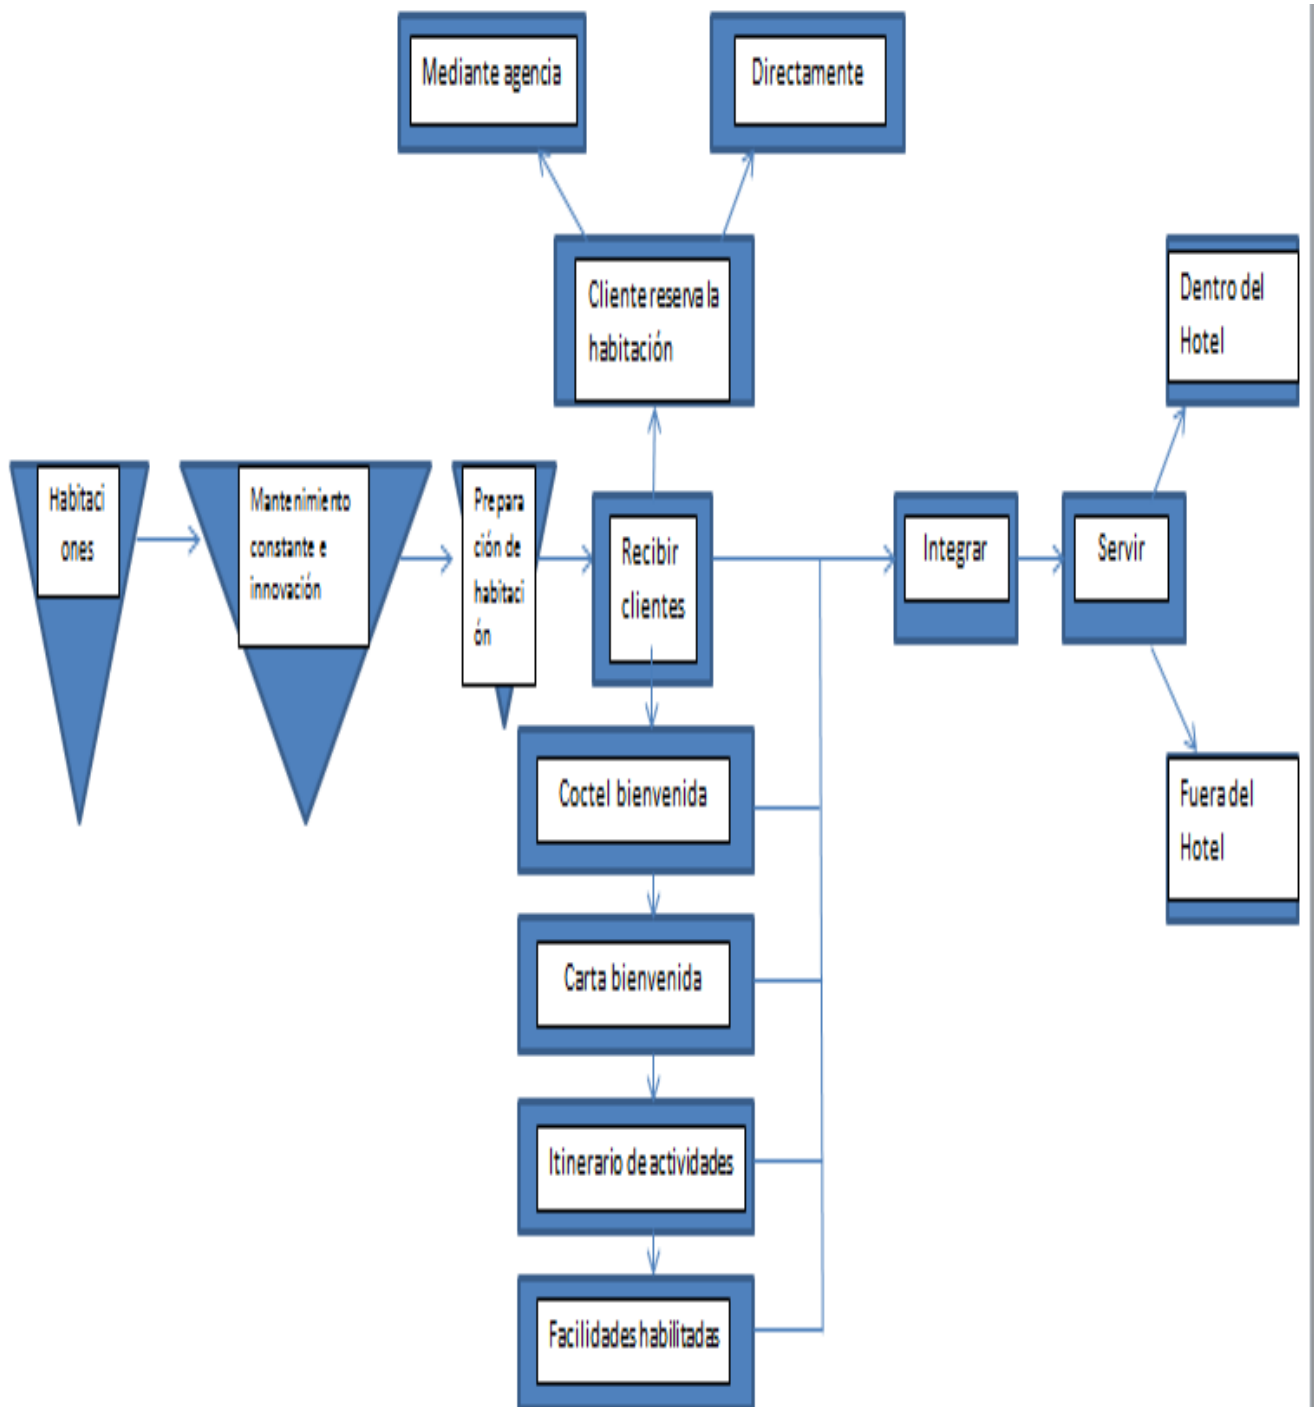 Mediante agencia
Directamente
Cliente reserva la
habitación
Dentro del
Hotel
Habitaci
ones
Mantenimiento
constante e
innovación
Prepara
ción de
habitaci
ón
Recibir
clientes
Integrar
Servir
Coctel bienvenida
Fuera del
Hotel
Carta bienvenida
Itinerario de actividades
Facilidades habilitadas